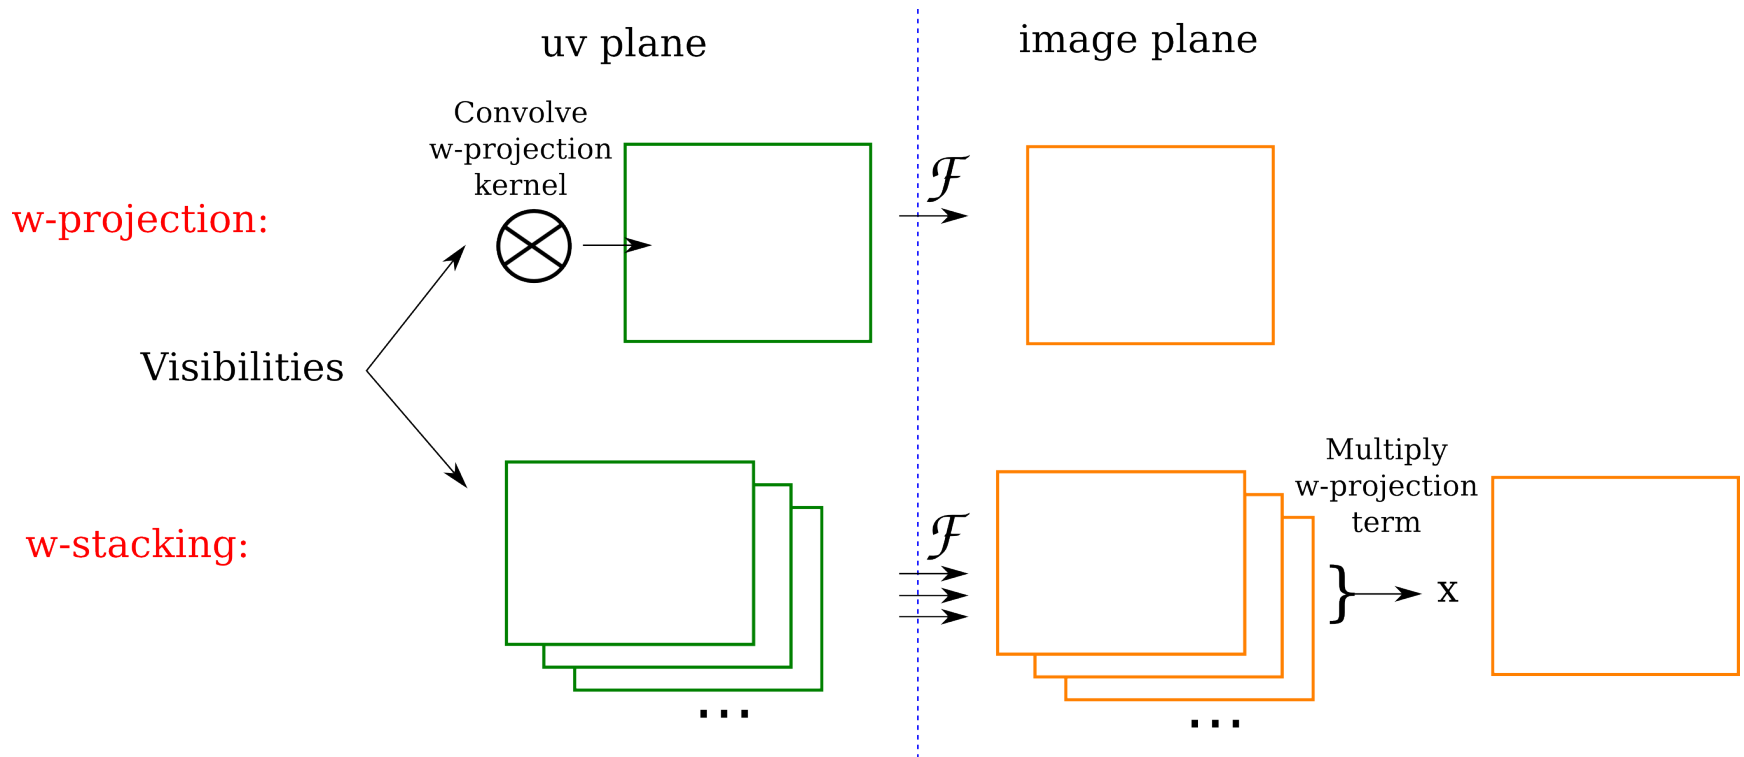 uv plane
image plane
Convolve
w-projection
kernel
ℱ
w-projection:
Visibilities
Multiply
w-projection
term
ℱ
w-stacking:
} x
...
...